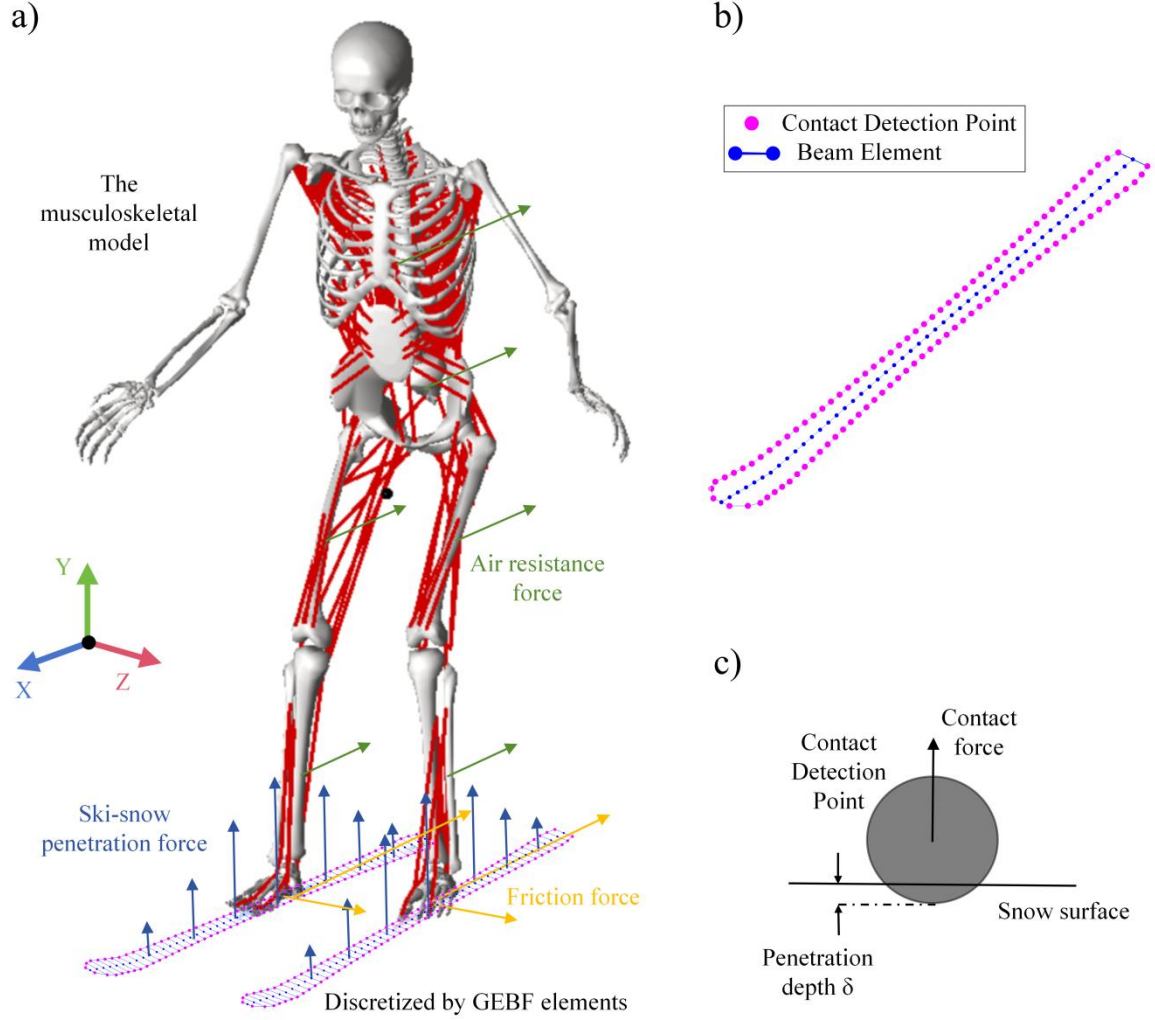 a)
The
musculoskeletal
model
Air resistance
force
Y
X
Z
Ski-snow
penetration force
Friction force
Discretized by GEBF elements
b)
Contact Detection Point
Beam Element
c)
Contact
force
Contact
Detection
Point
Snow surface
Penetration
depth δ